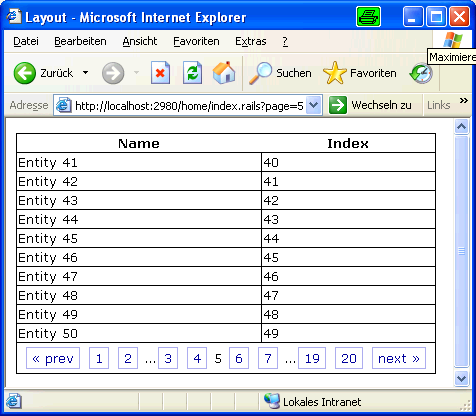 Layout - Microsoft Internet Explorer
Datei Bearbeiten Ansicht Favoriten Extras ?
Maximiere
Zurück Suchen Favoriten
Adresse http://localhost:2980/home/index.rails?page=5 Wechseln zu Links »
Name Index
Entity 41 40
Entity 42 41
Entity 43 42
Entity 44 43
Entity 45 44
Entity 46 45
Entity 47 46
Entity 48 47
Entity 49 48
Entity 50 49
« prev 1 2 ... 3 4 5 6 7 ... 19 20 next »
Lokales Intranet